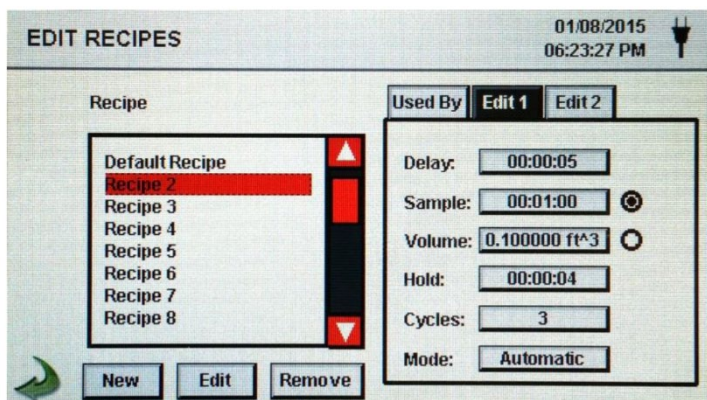 EDIT RECIPES
01/08/2015
06:23:27 PM
Recipe
Default Recipe
Recipe 2
Recipe 3
Recipe 4
Recipe 5
Recipe 6
Recipe 7
Recipe 8
New Edit Remove
Used By Edit 1 Edit 2
Delay: 00:00:05
Sample: 00:01:00
Volume: 0.100000 ft^3
Hold: 00:00:04
Cycles: 3
Mode: Automatic